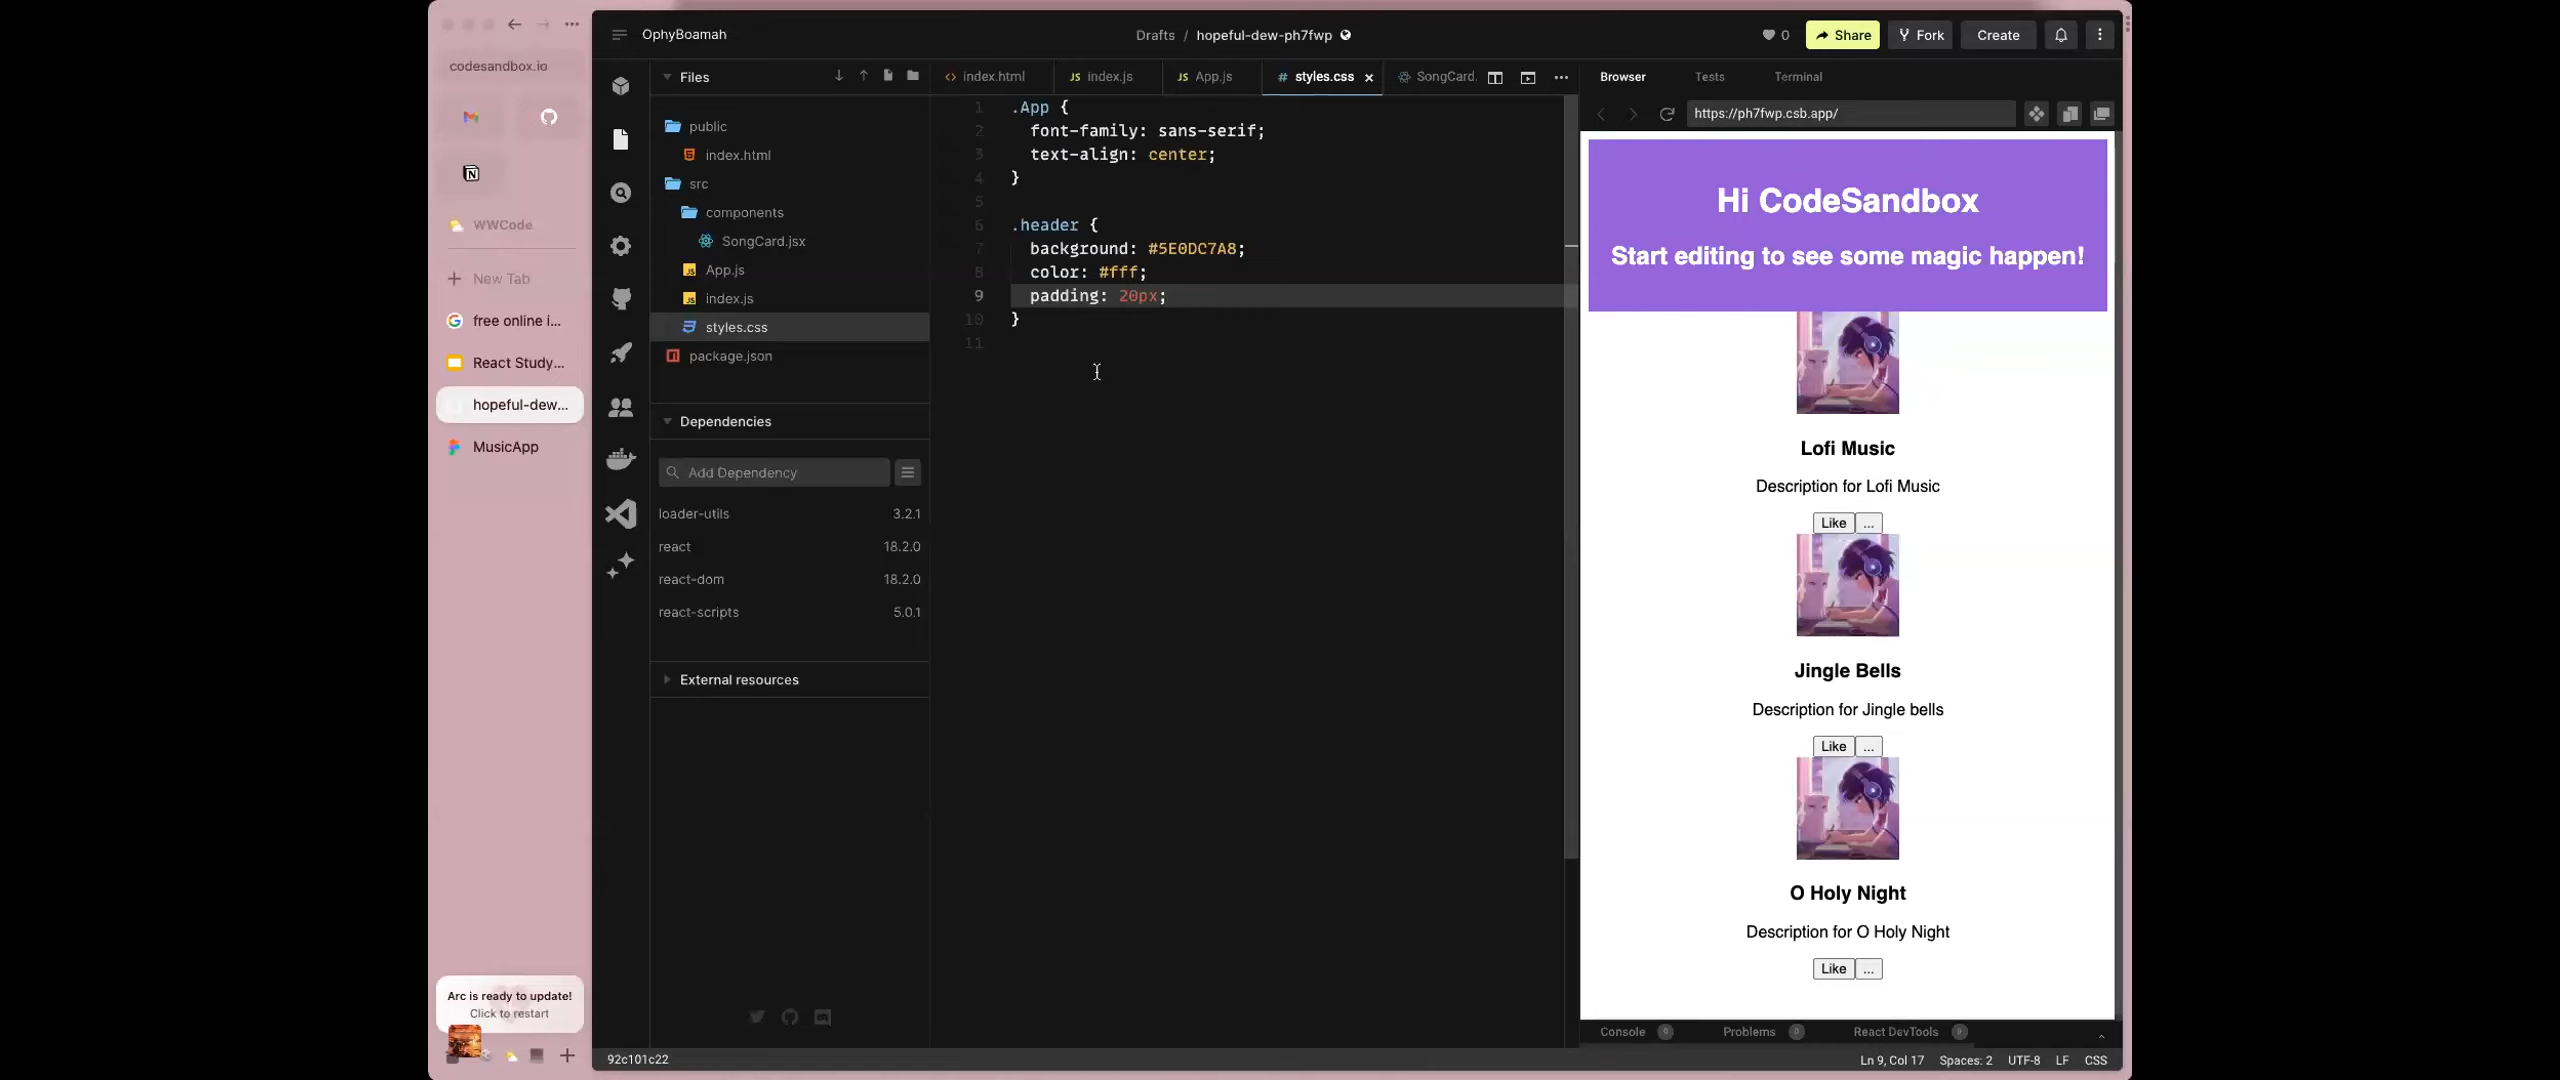 codesandbox.io
WWCode
New Tab
free online i...
React Study...
hopeful-dew...
MusicApp
Arc is ready to update!
Click to restart
OphyBoamah
Drafts / hopeful-dew-ph7fwp
0
Share
Fork
Create
Files
public
index.html
src
components
SongCard.jsx
App.js
index.js
styles.css
package.json
Dependencies
Add Dependency
loader-utils 3.2.1
react 18.2.0
react-dom 18.2.0
react-scripts 5.0.1
External resources
index.html
index.js
App.js
styles.css
SongCard.
1 .App {
2 font-family: sans-serif;
3 text-align: center;
4 }
5
6 .header {
7 background: #5E0DC7A8;
8 color: #fff;
9 padding: 20px;
10 }
11
Browser Tests Terminal
https://ph7fwp.csb.app/
Hi CodeSandbox
Start editing to see some magic happen!
Lofi Music
Description for Lofi Music
Like ...
Jingle Bells
Description for Jingle bells
Like ...
O Holy Night
Description for O Holy Night
Like ...
Console 0 Problems 0 React DevTools 0
92c101c22
Ln 9, Col 17 Spaces: 2 UTF-8 LF CSS